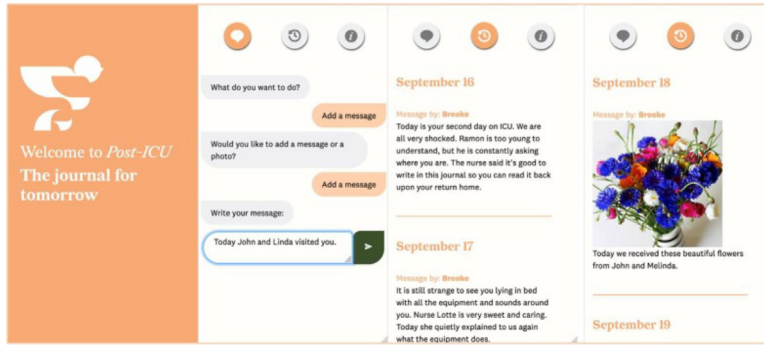 Welcome to Post-ICU
The journal for
tomorrow
What do you want to do?
Add a message
Would you like to add a message or a
photo?
Add a message
Write your message:
Today John and Linda visited you.
September 16
Message by: Brooke
Today is your second day on ICU. We are
all very shocked. Ramon is too young to
understand, but he is constantly asking
where you are. The nurse said it's good to
write in this journal so you can read it back
upon your return home.
September 17
Message by: Brooke
It is still strange to see you lying in bed
with all the equipment and sounds around
you. Nurse Lotte is very sweet and caring.
Today she quietly explained to us again
what the equipment does.
September 18
Message by: Brooke
Today we received these beautiful flowers
from John and Melinda.
September 19